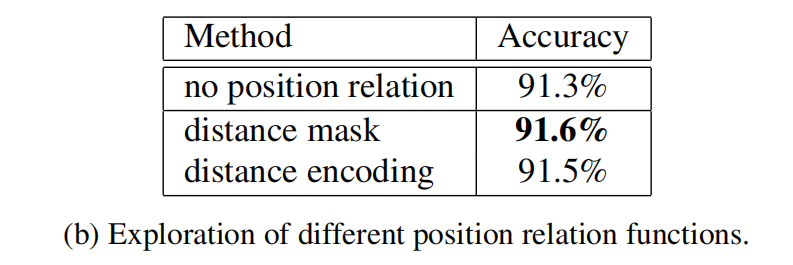 Method Accuracy
no position relation 91.3%
distance mask 91.6%
distance encoding 91.5%
(b) Exploration of different position relation functions.